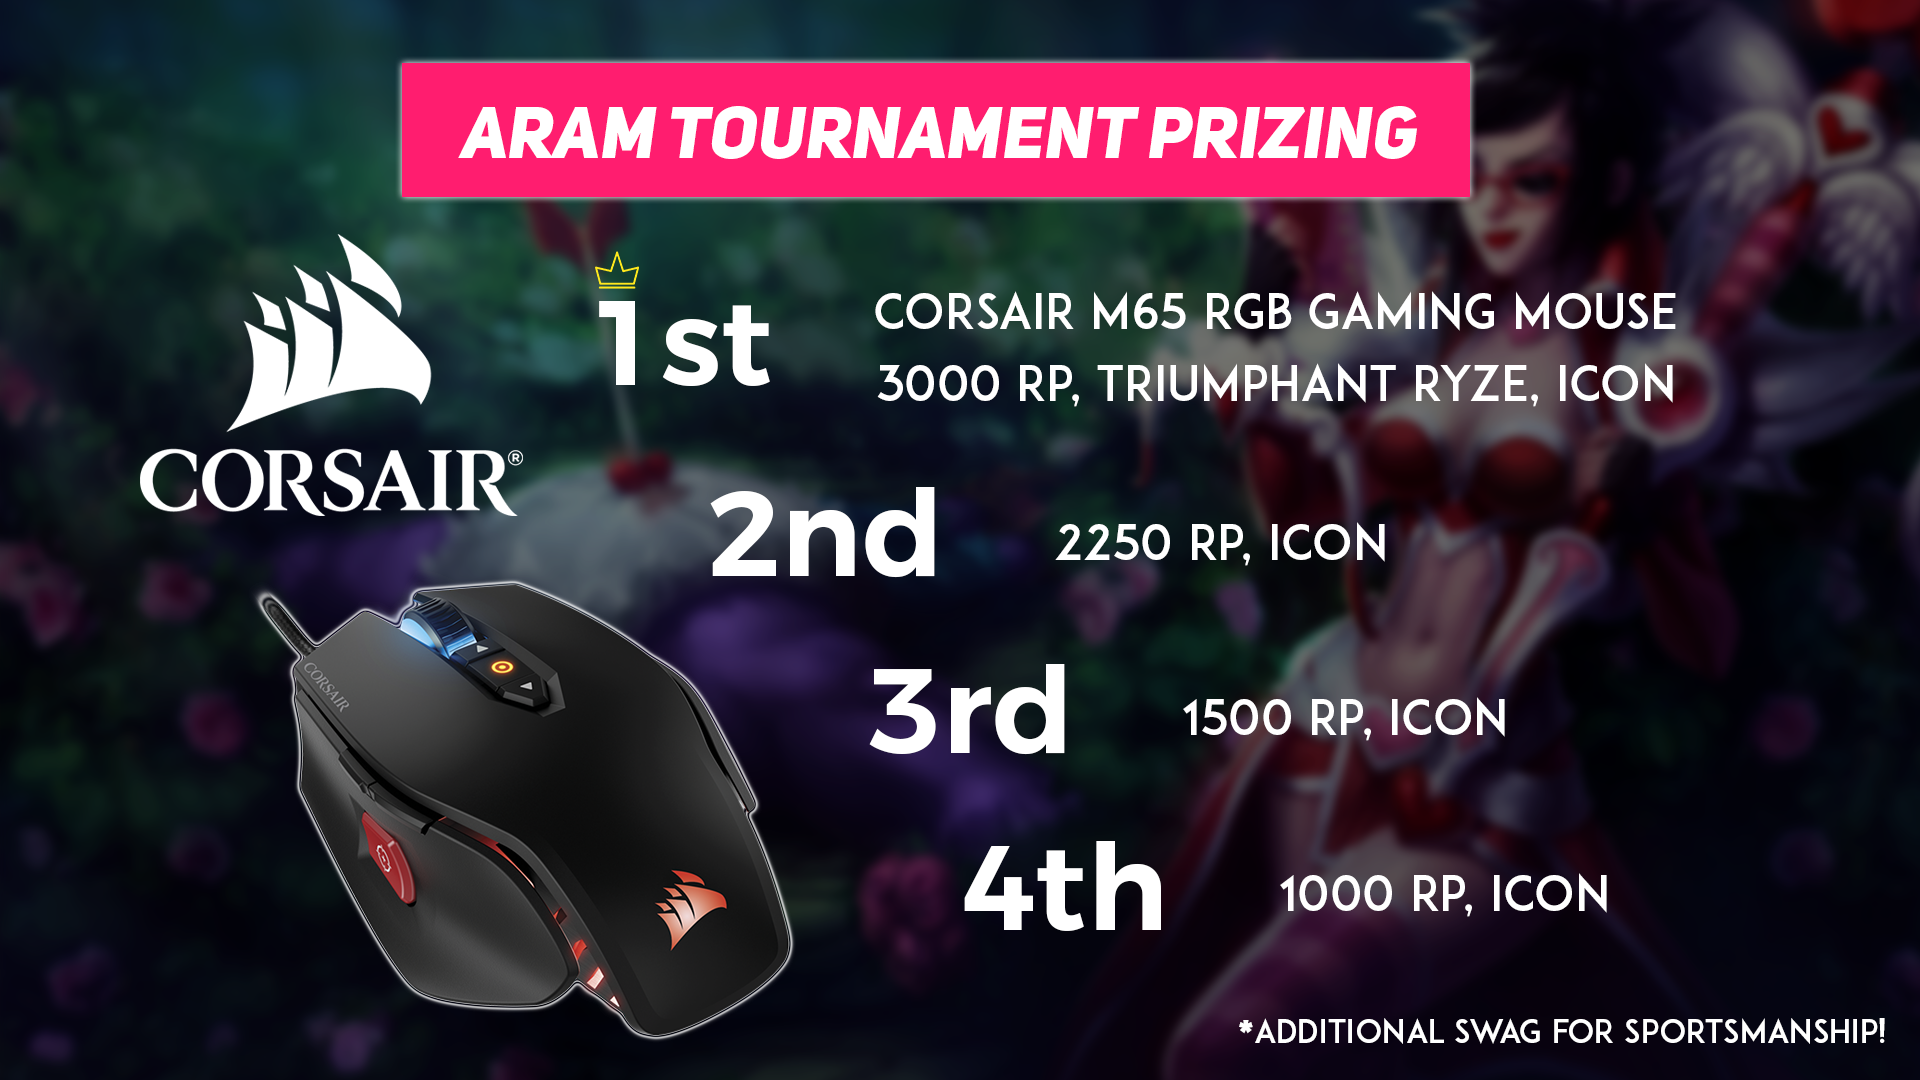 ARAM TOURNAMENT PRIZING
CORSAIR®
1st
CORSAIR M65 RGB GAMING MOUSE
3000 RP, TRIUMPHANT RYZE, ICON
2nd
2250 RP, ICON
3rd
1500 RP, ICON
4th
1000 RP, ICON
CORSAIR
*ADDITIONAL SWAG FOR SPORTSMANSHIP!